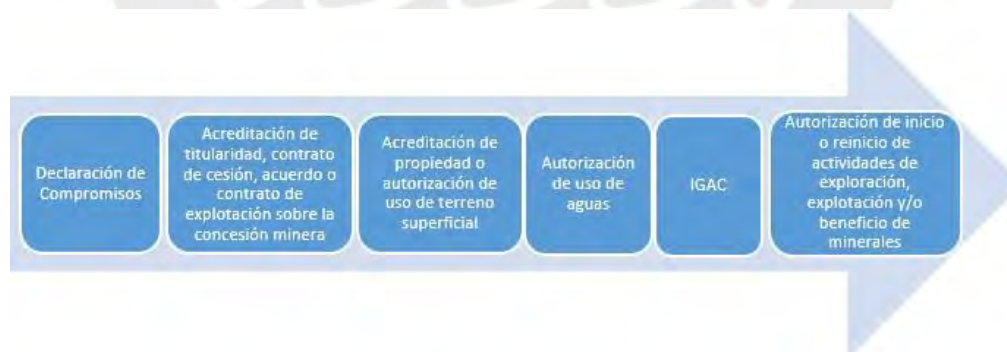 Declaración de
Compromisos
Acreditación de
titularidad, contrato
de cesión, acuerdo o
contrato de
explotación sobre la
concesión minera
Acreditación de
propiedad o
autorización de
uso de terreno
superficial
Autorización
de uso de
aguas
IGAC
Autorización de inicio
o reinicio de
actividades de
exploración,
explotación y/o
beneficio de
minerales